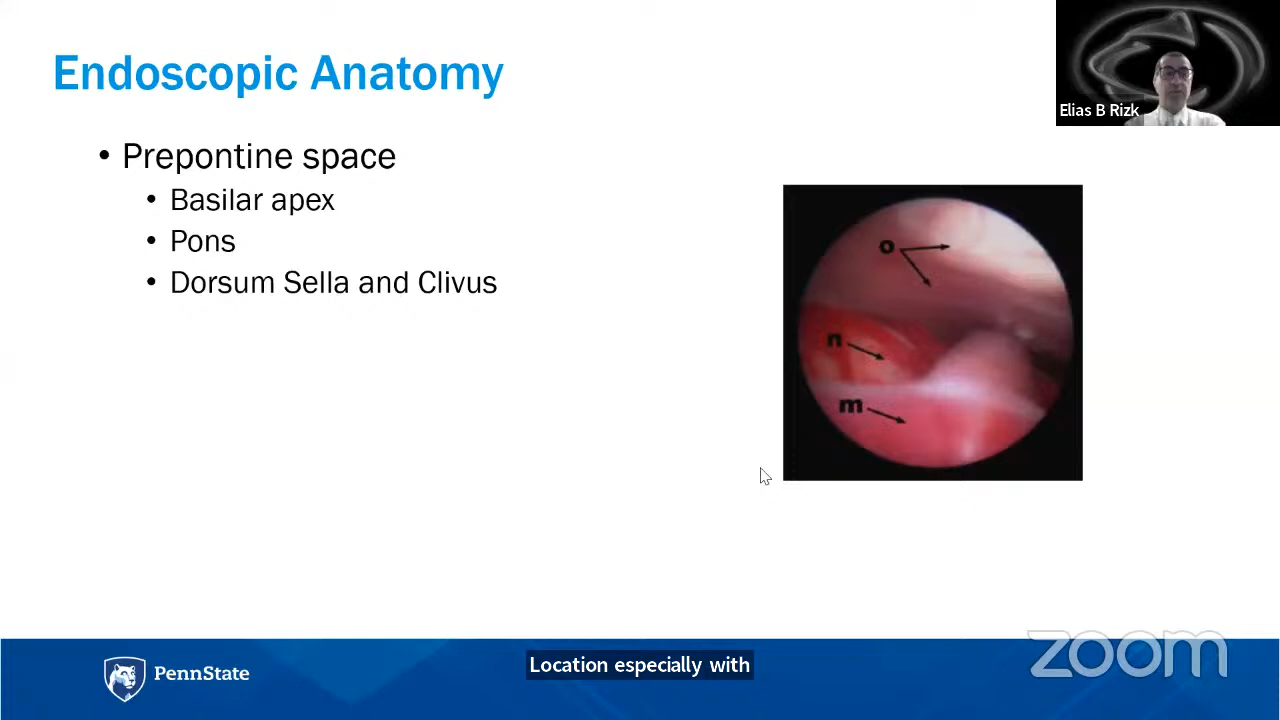 Endoscopic Anatomy
Elias B Rizk
• Prepontine space
• Basilar apex
• Pons
• Dorsum Sella and Clivus
o
n
m
PennState
Location especially with
zoom